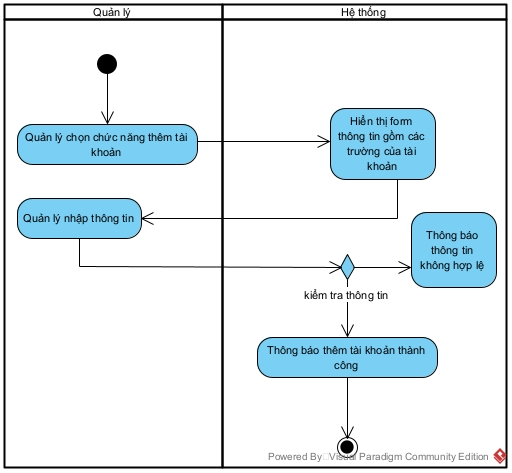 Quản lý
Hệ thống
Quản lý chọn chức năng thêm tài
khoản
Hiển thị form
thông tin gồm các
trường của tài
khoản
Quản lý nhập thông tin
Thông báo
thông tin
không hợp lệ
kiểm tra thông tin
Thông báo thêm tài khoản thành
công
Powered By Visual Paradigm Community Edition